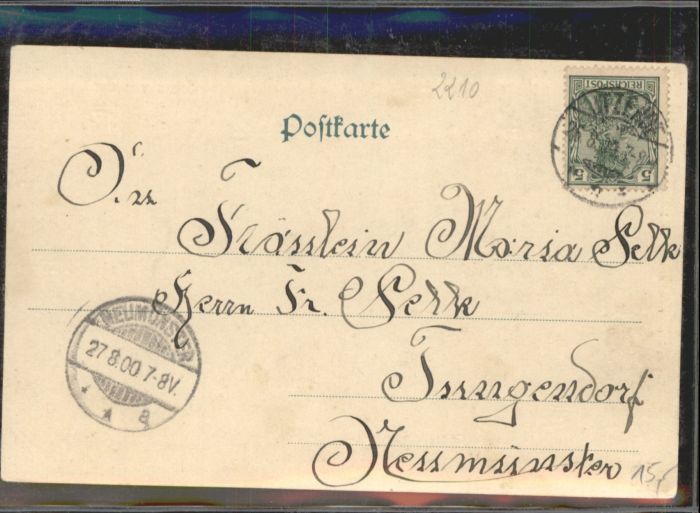 2210
REICHSPOST
5 5
Postkarte
An
Fräulein Maria Selk
Herrn Fr. Selk
NEUMÜNSTER
27.8.00 7-8V.
* * a
Tungendorf
Neumünster
15,-